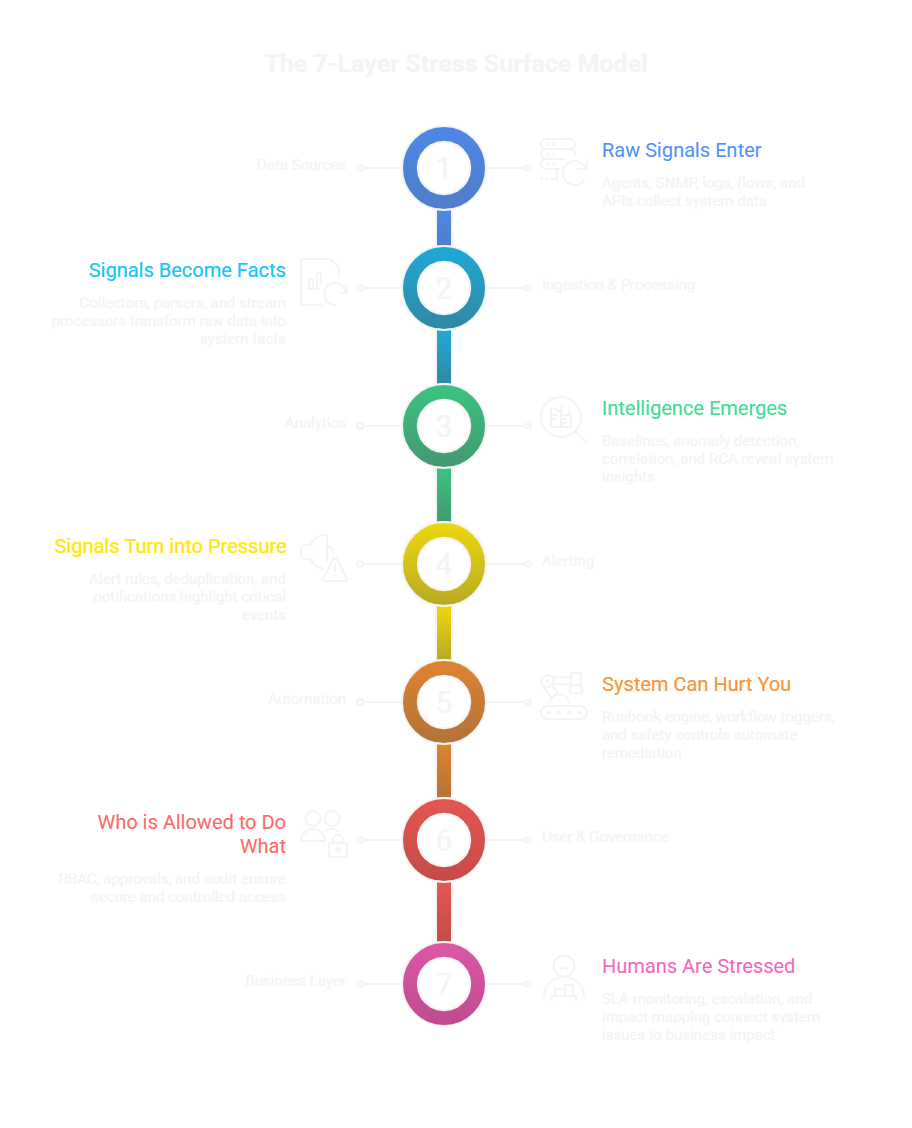 The 7-Layer Stress Surface Model
Data Sources
1
Raw Signals Enter
Agents, SNMP, logs, flows, and
APIs collect system data
Signals Become Facts
Collectors, parsers, and stream
processors transform raw data into
system facts
2
Ingestion & Processing
Analytics
3
Intelligence Emerges
Baselines, anomaly detection,
correlation, and RCA reveal system
insights
Signals Turn into Pressure
Alert rules, deduplication, and
notifications highlight critical
events
4
Alerting
Automation
5
System Can Hurt You
Runbook engine, workflow triggers,
and safety controls automate
remediation
Who is Allowed to Do
What
RBAC, approvals, and audit ensure
secure and controlled access
6
User & Governance
Business Layer
7
Humans Are Stressed
SLA monitoring, escalation, and
impact mapping connect system
issues to business impact